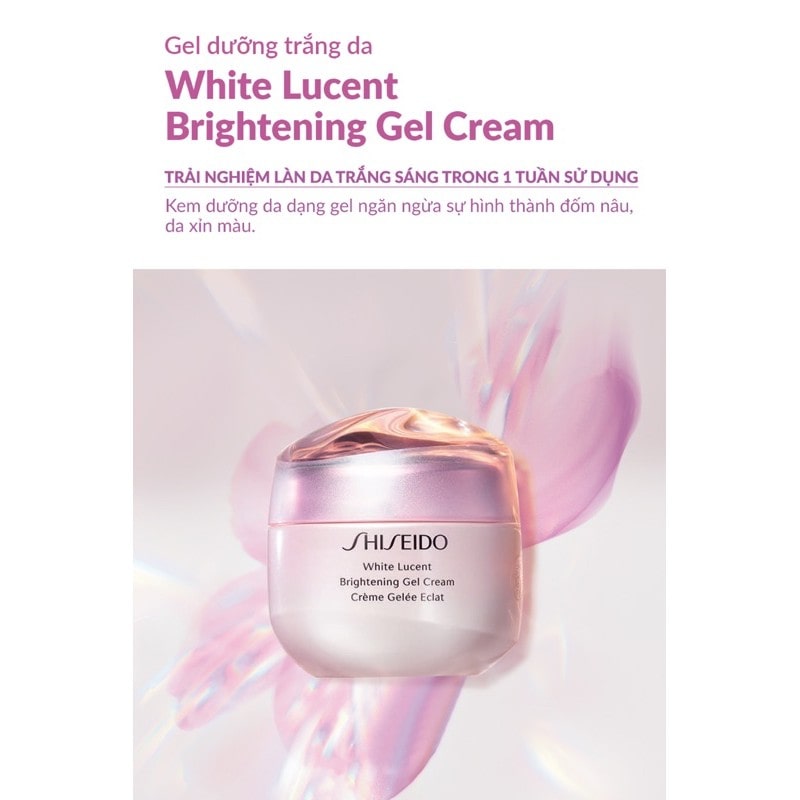 Gel dưỡng trắng da
White Lucent
Brightening Gel Cream
TRẢI NGHIỆM LÀN DA TRẮNG SÁNG TRONG 1 TUẦN SỬ DỤNG
Kem dưỡng da dạng gel ngăn ngừa sự hình thành đốm nâu,
da xỉn màu.
SHISEIDO
White Lucent
Brightening Gel Cream
Crème Gelée Eclat